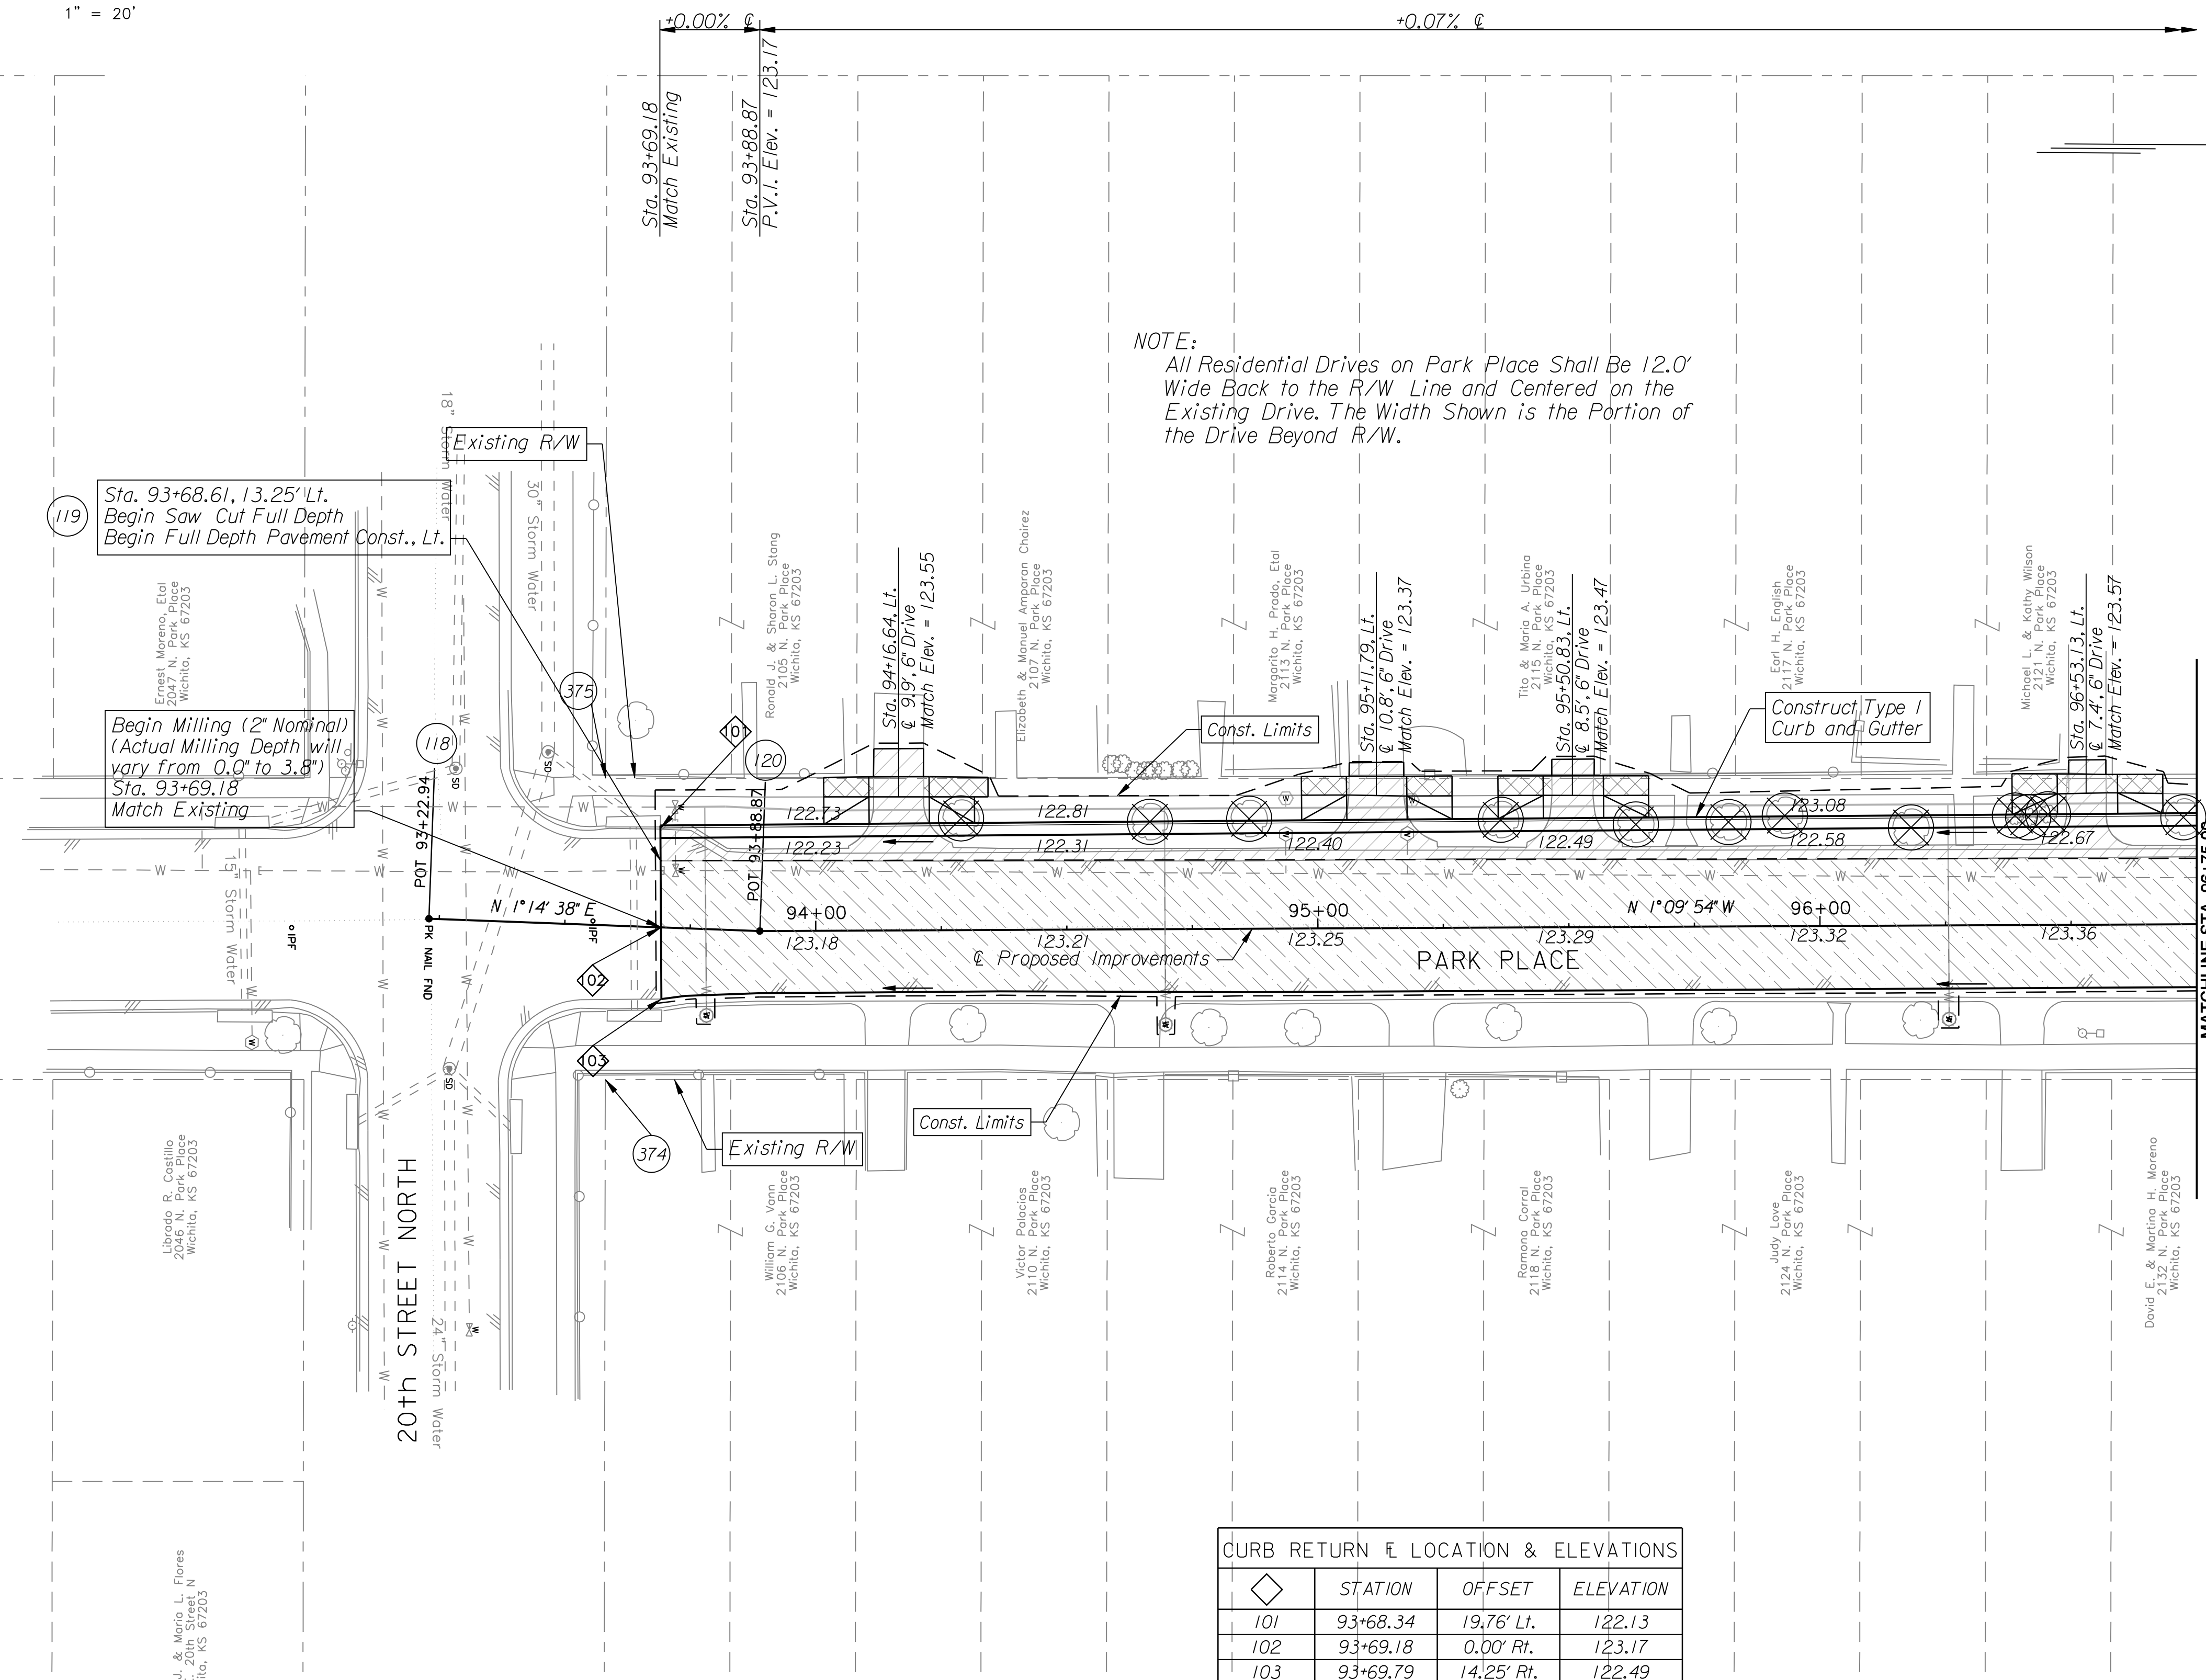 1" = 20'
+0.00% ℄
+0.07% ℄
Sta. 93+69.18
Match Existing
Sta. 93+88.87
P.V.I. Elev. = 123.17
NOTE:
All Residential Drives on Park Place Shall Be 12.0'
Wide Back to the R/W Line and Centered on the
Existing Drive. The Width Shown is the Portion of
the Drive Beyond R/W.
18" Storm Water
Existing R/W
30" Storm Water
119
Sta. 93+68.61, 13.25' Lt.
Begin Saw Cut Full Depth
Begin Full Depth Pavement Const., Lt.
Ernest Moreno, Etal
2047 N. Park Place
Wichita, KS 67203
Ronald J. & Sharon L. Stang
2105 N. Park Place
Wichita, KS 67203
Sta. 94+16.64, Lt.
℄ 9.9', 6" Drive
Match Elev. = 123.55
Elizabeth & Manuel Amparan Chairez
2107 N. Park Place
Wichita, KS 67203
Margarito H. Prado, Etal
2113 N. Park Place
Wichita, KS 67203
Sta. 95+11.79, Lt.
℄ 10.8', 6" Drive
Match Elev. = 123.37
Tito & Maria A. Urbina
2115 N. Park Place
Wichita, KS 67203
Sta. 95+50.83, Lt.
℄ 8.5', 6" Drive
Match Elev. = 123.47
Earl H. English
2117 N. Park Place
Wichita, KS 67203
Michael L. & Kathy Wilson
2121 N. Park Place
Wichita, KS 67203
Sta. 96+53.13, Lt.
℄ 7.4', 6" Drive
Match Elev. = 123.57
375
101
118
120
Begin Milling (2" Nominal)
(Actual Milling Depth will
vary from 0.0" to 3.8")
Sta. 93+69.18
Match Existing
Const. Limits
Construct Type I
Curb and Gutter
SD
SD
POT 93+22.94
POT 93+88.87
122.73
122.81
123.08
122.23
122.31
122.40
122.49
122.58
122.67
15" Storm Water
IPF
N 1°14' 38" E
IPF
PK NAIL FND
94+00
95+00
N 1°09' 54" W
96+00
123.18
123.21
123.25
123.29
123.32
123.36
℄ Proposed Improvements
PARK PLACE
MATCHLINE STA. 96+75.00
102
103
SD
374
Existing R/W
Const. Limits
Librado R. Castillo
2046 N. Park Place
Wichita, KS 67203
20th STREET NORTH
24" Storm Water
William G. Vann
2106 N. Park Place
Wichita, KS 67203
Victor Palacios
2110 N. Park Place
Wichita, KS 67203
Roberto Garcia
2114 N. Park Place
Wichita, KS 67203
Ramona Corral
2118 N. Park Place
Wichita, KS 67203
Judy Love
2124 N. Park Place
Wichita, KS 67203
David E. & Martina H. Moreno
2132 N. Park Place
Wichita, KS 67203
J. & Maria L. Flores
. 20th Street N
ita, KS 67203
CURB RETURN ℄ LOCATION & ELEVATIONS
STATION OFFSET ELEVATION
101 93+68.34 19.76' Lt. 122.13
102 93+69.18 0.00' Rt. 123.17
103 93+69.79 14.25' Rt. 122.49